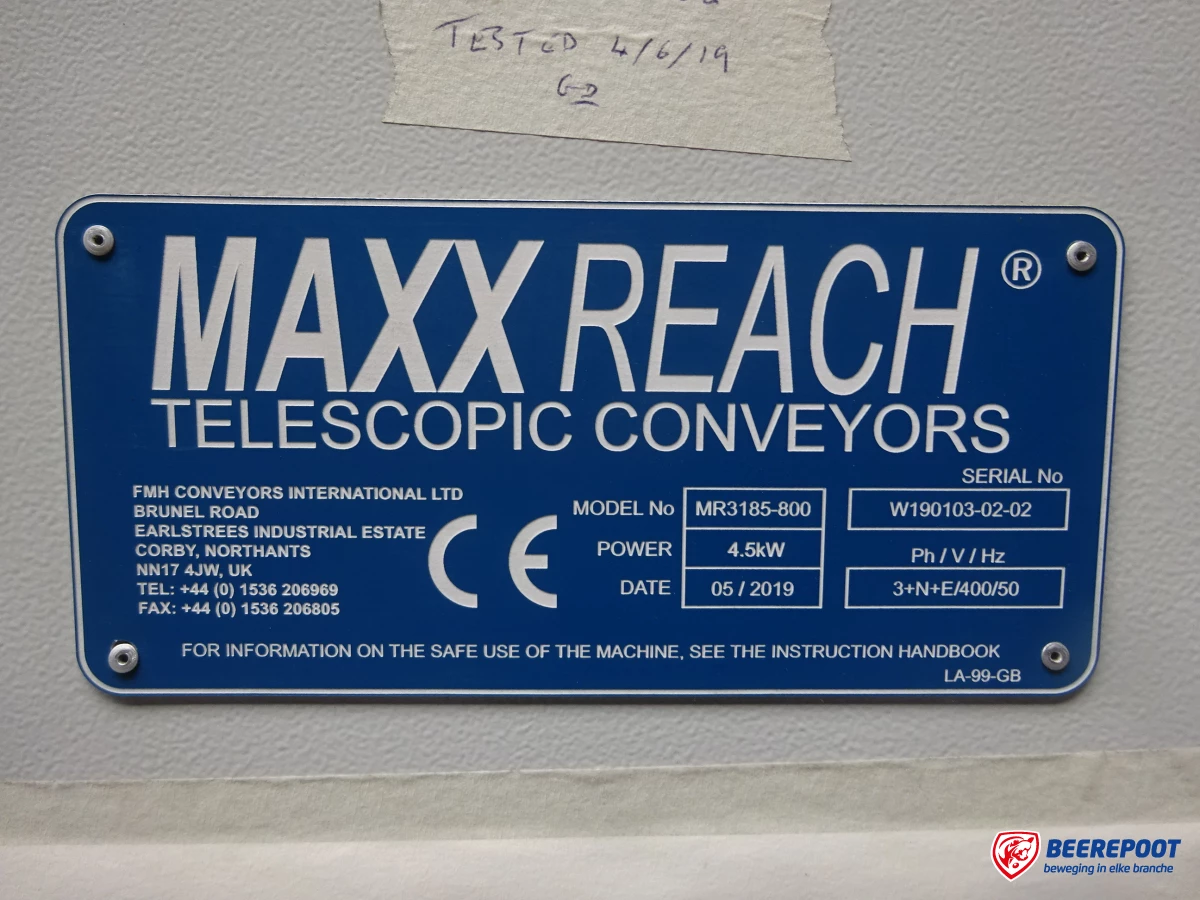 TESTED 4/6/19
GD
MAXX REACH ®
TELESCOPIC CONVEYORS
FMH CONVEYORS INTERNATIONAL LTD
BRUNEL ROAD
EARLSTREES INDUSTRIAL ESTATE
CORBY, NORTHANTS
NN17 4JW, UK
TEL: +44 (0) 1536 206969
FAX: +44 (0) 1536 206805
CE
MODEL No MR3185-800
POWER 4.5kW
DATE 05 / 2019
SERIAL No
W190103-02-02
Ph / V / Hz
3+N+E/400/50
FOR INFORMATION ON THE SAFE USE OF THE MACHINE, SEE THE INSTRUCTION HANDBOOK
LA-99-GB
BEEREPOOT
beweging in elke branche